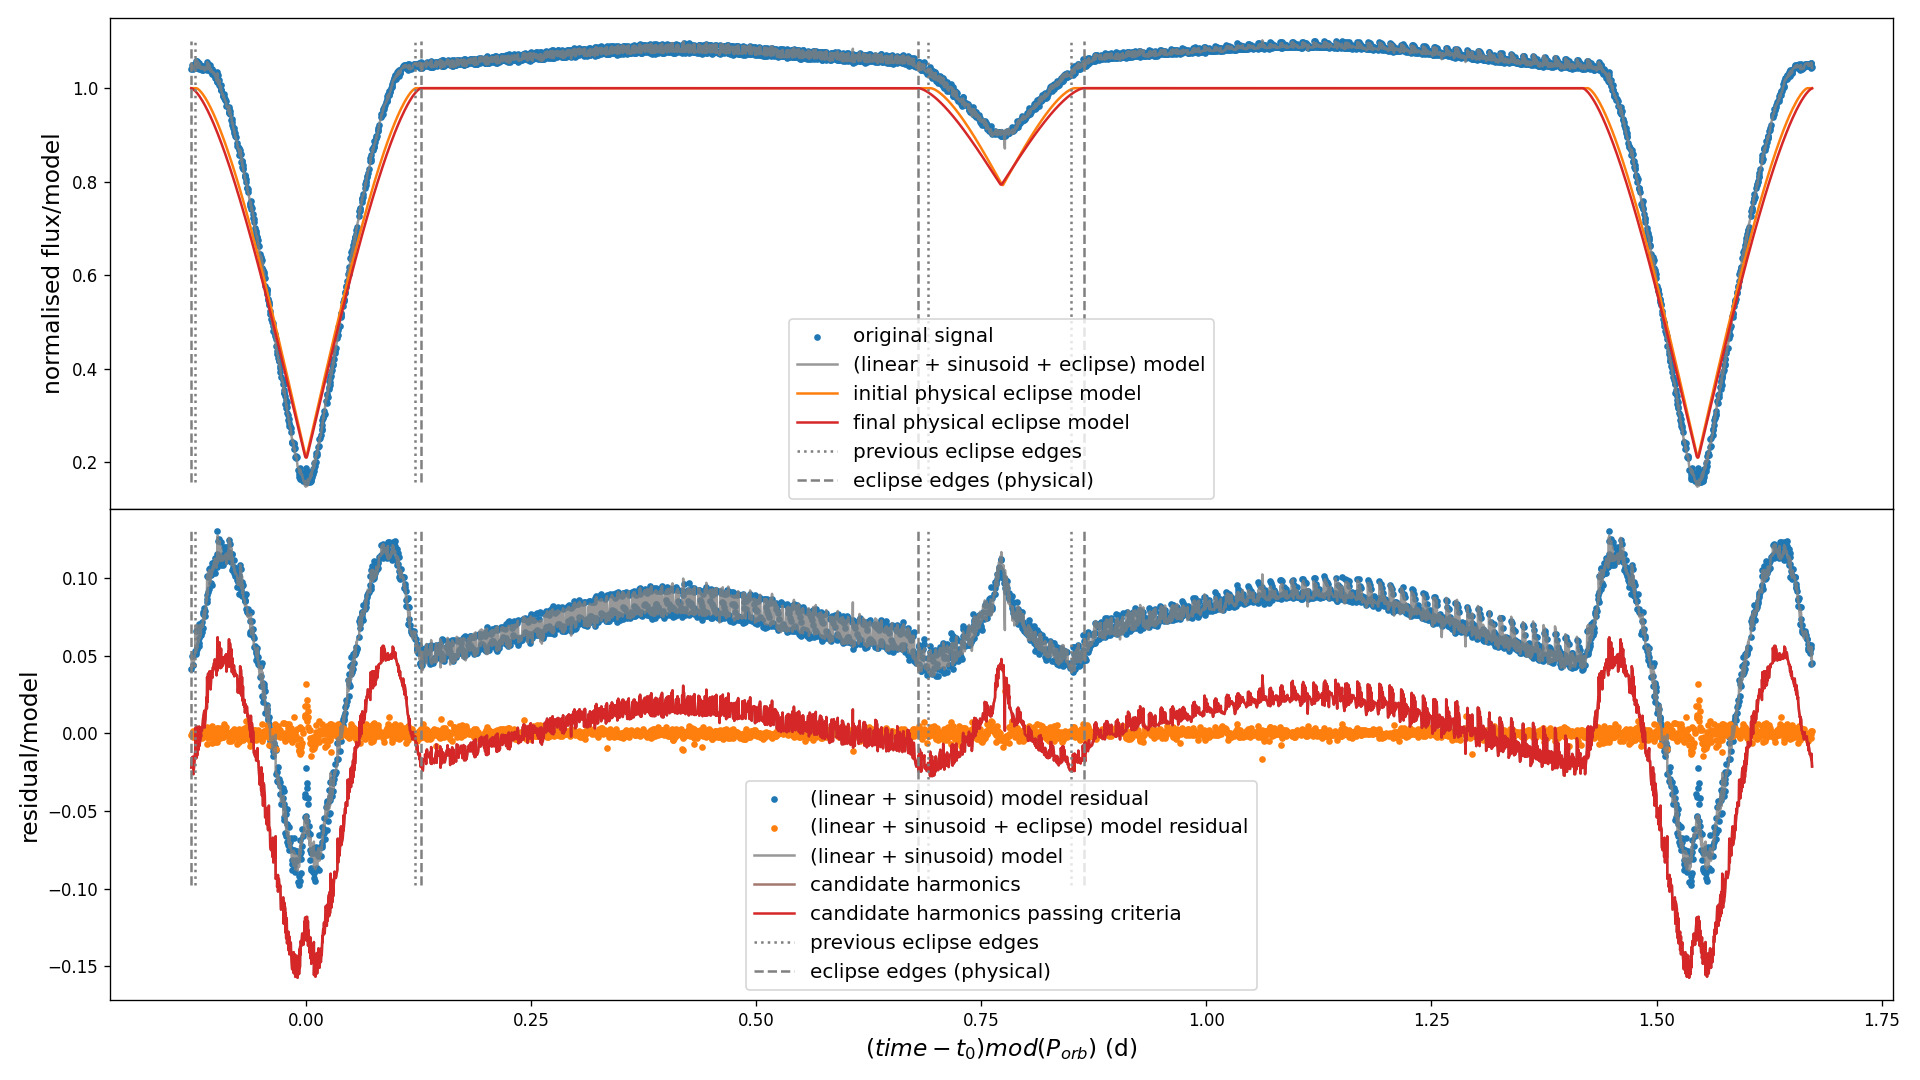 normalised flux/model
1.0
0.8
0.6
0.4
0.2
original signal
(linear + sinusoid + eclipse) model
initial physical eclipse model
final physical eclipse model
previous eclipse edges
eclipse edges (physical)
residual/model
0.10
0.05
0.00
−0.05
−0.10
−0.15
(linear + sinusoid) model residual
(linear + sinusoid + eclipse) model residual
(linear + sinusoid) model
candidate harmonics
candidate harmonics passing criteria
previous eclipse edges
eclipse edges (physical)
0.00 0.25 0.50 0.75 1.00 1.25 1.50 1.75
(time − t₀)mod(P_orb) (d)